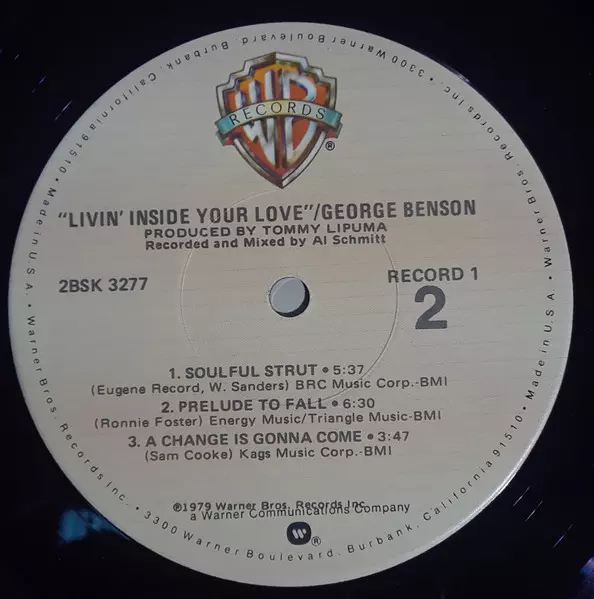 WB
RECORDS
®
"LIVIN' INSIDE YOUR LOVE"/GEORGE BENSON
PRODUCED BY TOMMY LIPUMA
Recorded and Mixed by Al Schmitt
2BSK 3277
RECORD 1
2
1. SOULFUL STRUT • 5:37
(Eugene Record, W. Sanders) BRC Music Corp.-BMI
2. PRELUDE TO FALL • 6:30
(Ronnie Foster) Energy Music/Triangle Music-BMI
3. A CHANGE IS GONNA COME • 3:47
(Sam Cooke) Kags Music Corp.-BMI
℗1979 Warner Bros. Records Inc.
a Warner Communications Company
W®
Warner Bros. Records Inc. • 3300 Warner Boulevard, Burbank, California 91510 • Made in U.S.A. • Warner Bros. Records Inc. • 3300 Warner Boulevard, Burbank, California 91510 • Made in U.S.A. •